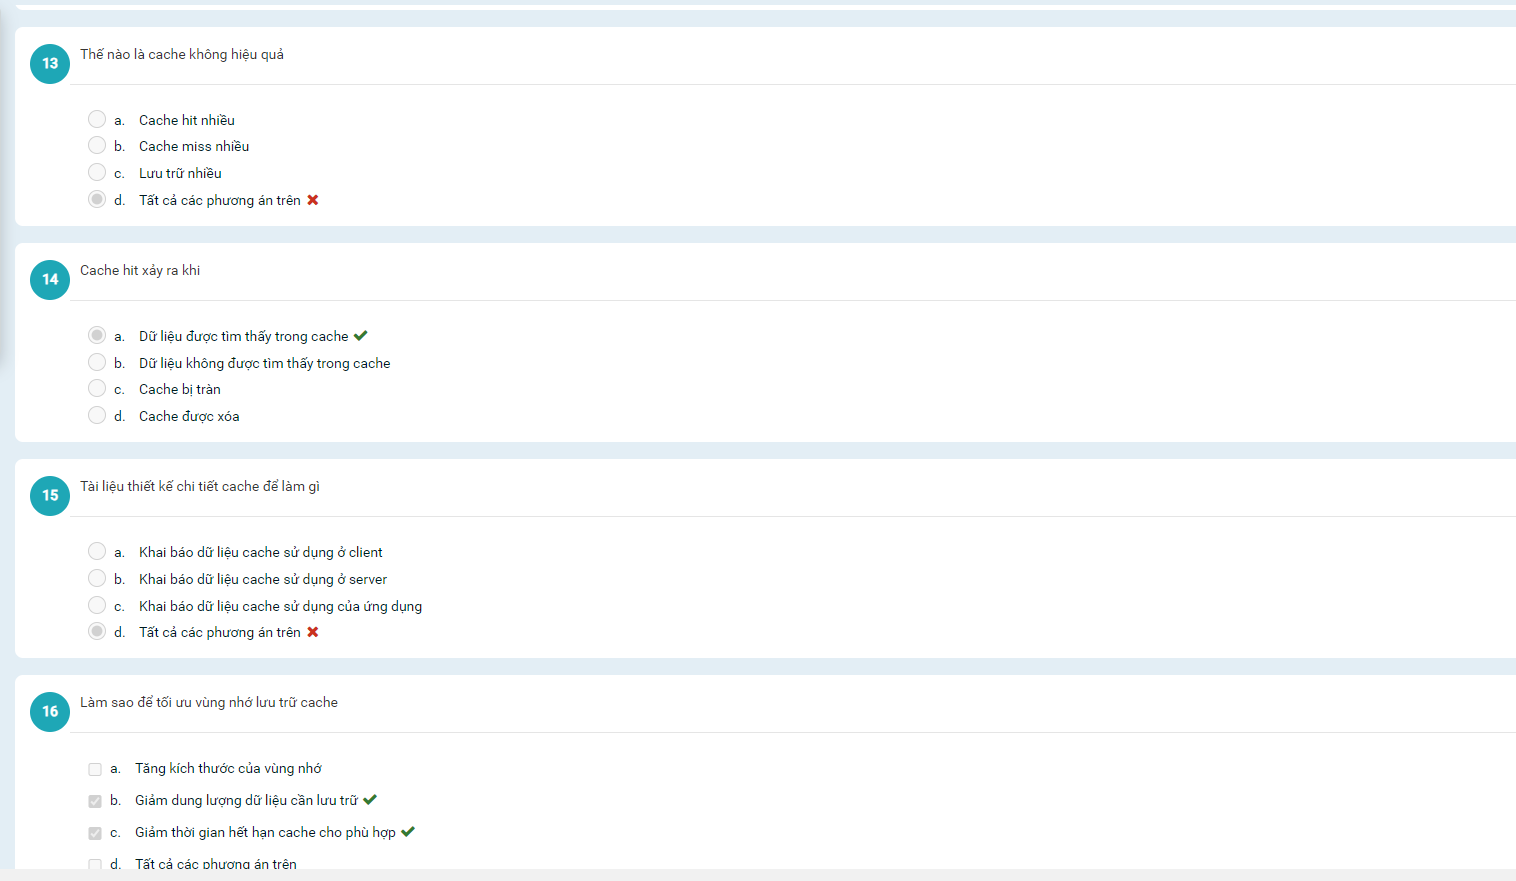 13 Thế nào là cache không hiệu quả
a. Cache hit nhiều
b. Cache miss nhiều
c. Lưu trữ nhiều
d. Tất cả các phương án trên
14 Cache hit xảy ra khi
a. Dữ liệu được tìm thấy trong cache
b. Dữ liệu không được tìm thấy trong cache
c. Cache bị tràn
d. Cache được xóa
15 Tài liệu thiết kế chi tiết cache để làm gì
a. Khai báo dữ liệu cache sử dụng ở client
b. Khai báo dữ liệu cache sử dụng ở server
c. Khai báo dữ liệu cache sử dụng của ứng dụng
d. Tất cả các phương án trên
16 Làm sao để tối ưu vùng nhớ lưu trữ cache
a. Tăng kích thước của vùng nhớ
b. Giảm dung lượng dữ liệu cần lưu trữ
c. Giảm thời gian hết hạn cache cho phù hợp
d. Tất cả các phương án trên